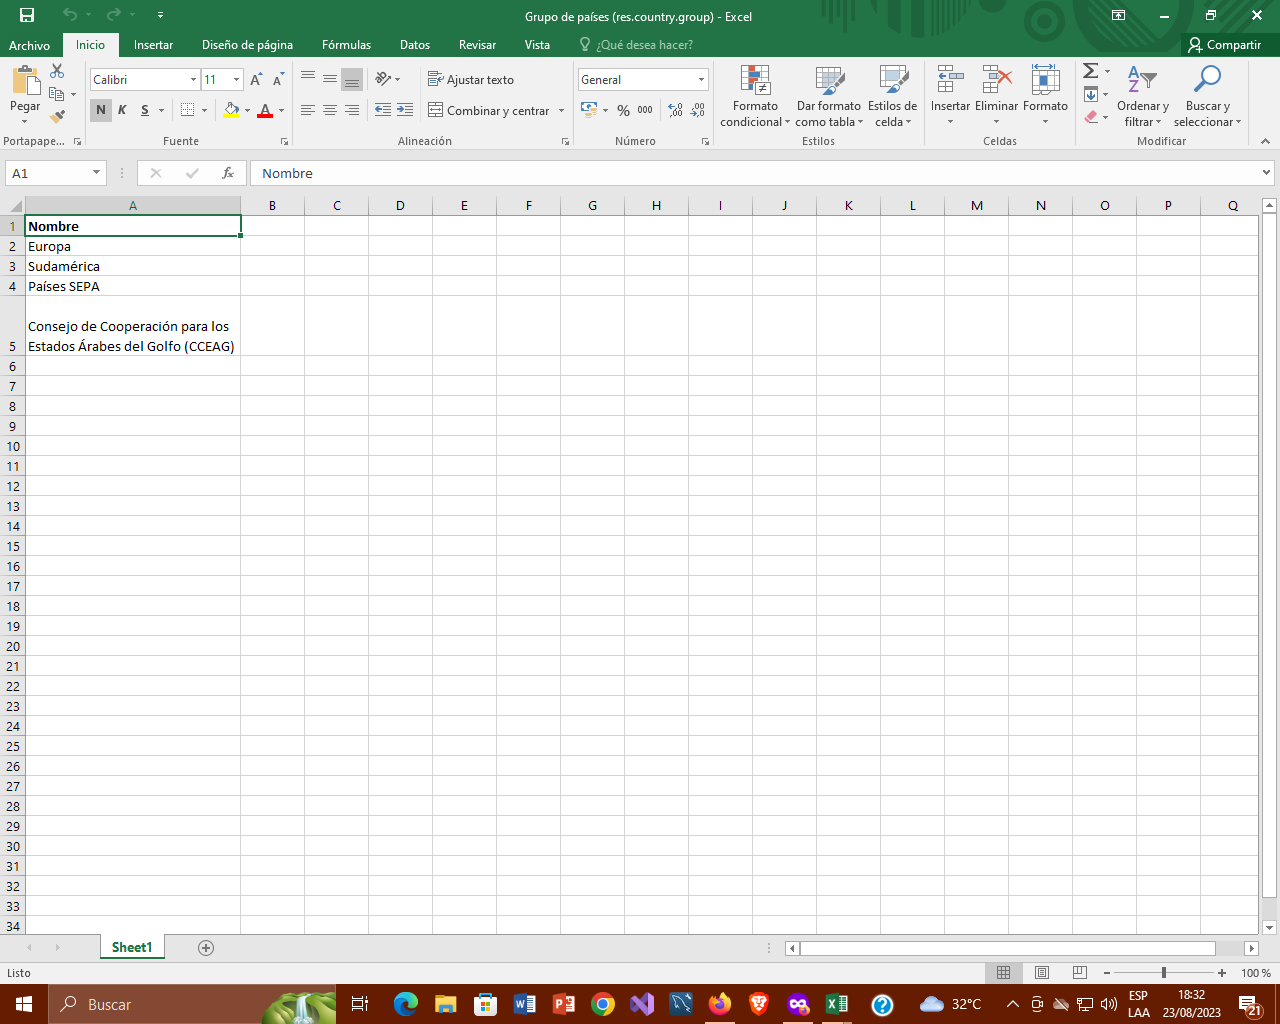 Grupo de países (res.country.group) - Excel
Archivo
Inicio
Insertar
Diseño de página
Fórmulas
Datos
Revisar
Vista
¿Qué desea hacer?
Compartir
Pegar
Calibri
11
N K S
Ajustar texto
Combinar y centrar
General
% 000
Formato
condicional
Dar formato
como tabla
Estilos de
celda
Insertar
Eliminar
Formato
Ordenar y
filtrar
Buscar y
seleccionar
Portapape...
Fuente
Alineación
Número
Estilos
Celdas
Modificar
A1
fx
Nombre
A B C D E F G H I J K L M N O P Q
1 Nombre
2 Europa
3 Sudamérica
4 Países SEPA
Consejo de Cooperación para los
5 Estados Árabes del Golfo (CCEAG)
6
7
8
9
10
11
12
13
14
15
16
17
18
19
20
21
22
23
24
25
26
27
28
29
30
31
32
33
34
Sheet1
Listo
100 %
Buscar
32°C
ESP
LAA
18:32
23/08/2023
21